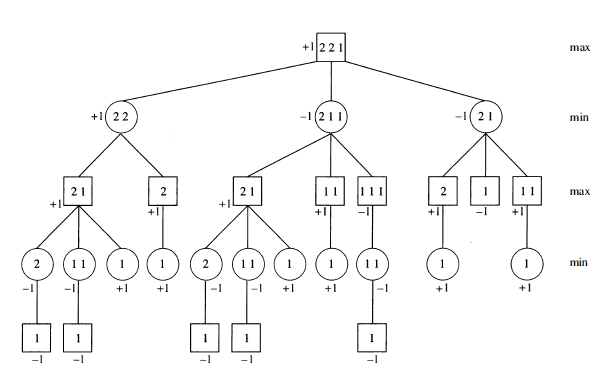 +1 2 2 1 max
+1 2 2 −1 2 1 1 −1 2 1 min
2 1 2 2 1 1 1 1 1 1 2 1 1 1 max
+1 +1 +1 +1 −1 +1 −1 +1
2 1 1 1 1 2 1 1 1 1 1 1 1 1 min
−1 −1 +1 +1 −1 −1 +1 +1 −1 +1 +1
1 1 1 1 1
−1 −1 −1 −1 −1